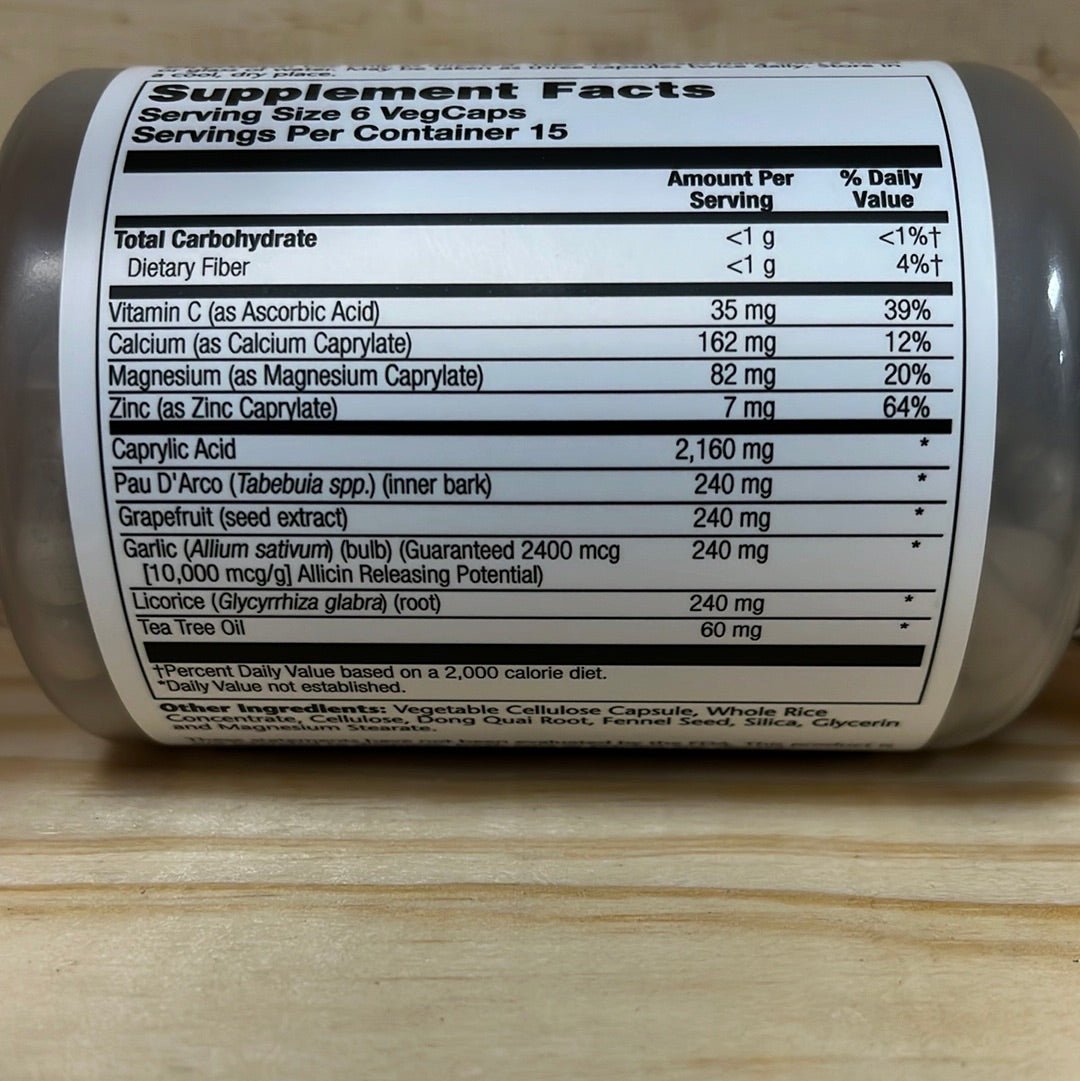 a cool, dry place.
Supplement Facts
Serving Size 6 VegCaps
Servings Per Container 15
Amount Per Serving % Daily Value
Total Carbohydrate <1 g <1%†
Dietary Fiber <1 g 4%†
Vitamin C (as Ascorbic Acid) 35 mg 39%
Calcium (as Calcium Caprylate) 162 mg 12%
Magnesium (as Magnesium Caprylate) 82 mg 20%
Zinc (as Zinc Caprylate) 7 mg 64%
Caprylic Acid 2,160 mg *
Pau D'Arco (Tabebuia spp.) (inner bark) 240 mg *
Grapefruit (seed extract) 240 mg *
Garlic (Allium sativum) (bulb) (Guaranteed 2400 mcg 240 mg *
[10,000 mcg/g] Allicin Releasing Potential)
Licorice (Glycyrrhiza glabra) (root) 240 mg *
Tea Tree Oil 60 mg *
†Percent Daily Value based on a 2,000 calorie diet.
*Daily Value not established.
Other Ingredients: Vegetable Cellulose Capsule, Whole Rice
Concentrate, Cellulose, Dong Quai Root, Fennel Seed, Silica, Glycerin
and Magnesium Stearate.